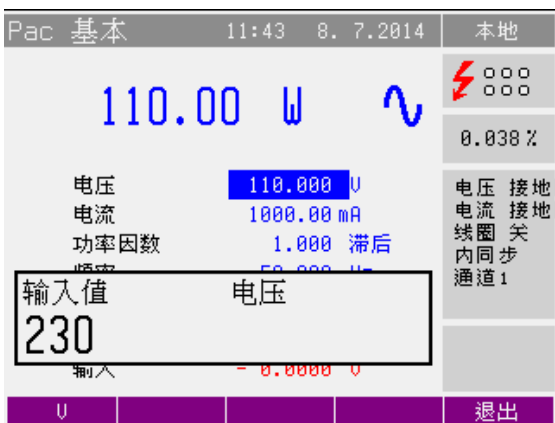 Pac 基本 11:43 8. 7.2014 本地
110.00 W
0.038%
电压 110.000 V
电流 1000.00 mA
功率因数 1.000 滞后
电压 接地
电流 接地
线圈 关
内同步
通道1
输入值 电压
230
输入 - 0.0000 V
V 退出